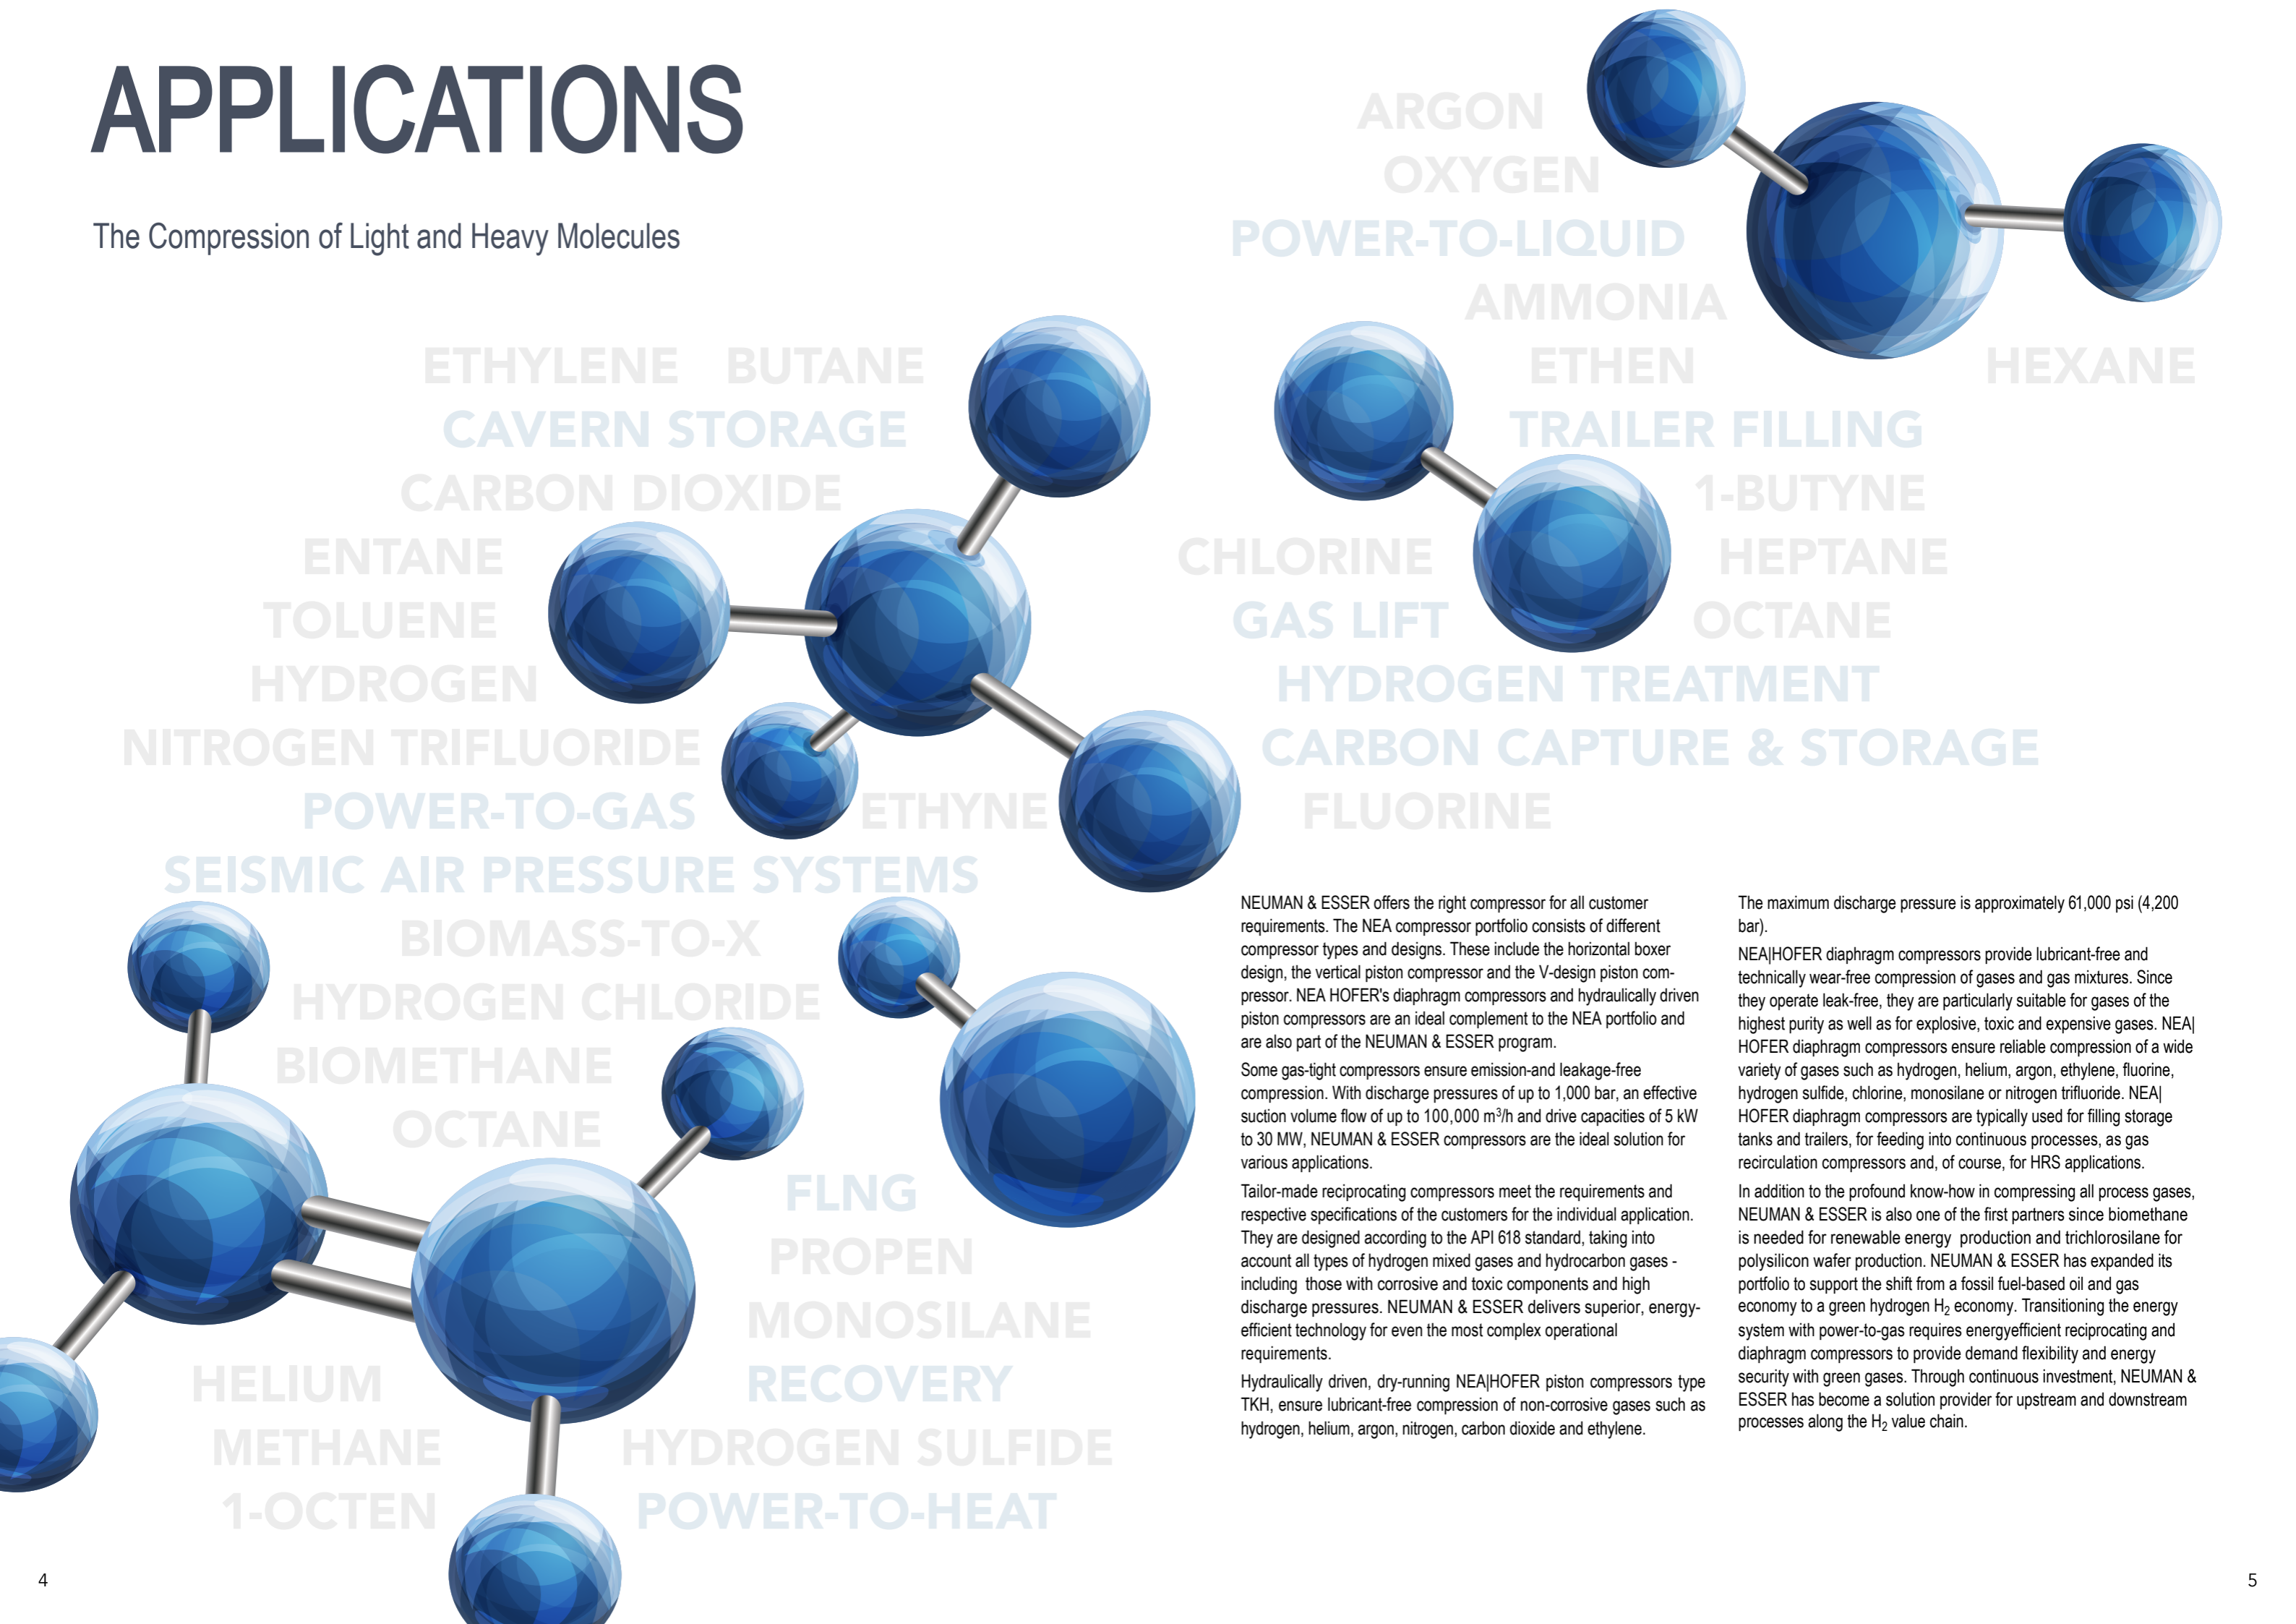 APPLICATIONS
The Compression of Light and Heavy Molecules
ETHYLENE BUTANE
CAVERN STORAGE
CARBON DIOXIDE
ENTANE
TOLUENE
HYDROGEN
NITROGEN TRIFLUORIDE
POWER-TO-GAS
ETHYNE
SEISMIC AIR PRESSURE SYSTEMS
BIOMASS-TO-X
HYDROGEN CHLORIDE
BIOMETHANE
OCTANE
FLNG
PROPEN
MONOSILANE
HELIUM
RECOVERY
METHANE
HYDROGEN SULFIDE
1-OCTEN
POWER-TO-HEAT
4
ARGON
OXYGEN
POWER-TO-LIQUID
AMMONIA
ETHEN
HEXANE
TRAILER FILLING
1-BUTYNE
CHLORINE
HEPTANE
GAS LIFT
OCTANE
HYDROGEN TREATMENT
CARBON CAPTURE & STORAGE
FLUORINE
NEUMAN & ESSER offers the right compressor for all customer
requirements. The NEA compressor portfolio consists of different
compressor types and designs. These include the horizontal boxer
design, the vertical piston compressor and the V-design piston com-
pressor. NEA HOFER's diaphragm compressors and hydraulically driven
piston compressors are an ideal complement to the NEA portfolio and
are also part of the NEUMAN & ESSER program.
Some gas-tight compressors ensure emission-and leakage-free
compression. With discharge pressures of up to 1,000 bar, an effective
suction volume flow of up to 100,000 m³/h and drive capacities of 5 kW
to 30 MW, NEUMAN & ESSER compressors are the ideal solution for
various applications.
Tailor-made reciprocating compressors meet the requirements and
respective specifications of the customers for the individual application.
They are designed according to the API 618 standard, taking into
account all types of hydrogen mixed gases and hydrocarbon gases -
including those with corrosive and toxic components and high
discharge pressures. NEUMAN & ESSER delivers superior, energy-
efficient technology for even the most complex operational
requirements.
Hydraulically driven, dry-running NEA|HOFER piston compressors type
TKH, ensure lubricant-free compression of non-corrosive gases such as
hydrogen, helium, argon, nitrogen, carbon dioxide and ethylene.
The maximum discharge pressure is approximately 61,000 psi (4,200
bar).
NEA|HOFER diaphragm compressors provide lubricant-free and
technically wear-free compression of gases and gas mixtures. Since
they operate leak-free, they are particularly suitable for gases of the
highest purity as well as for explosive, toxic and expensive gases. NEA|
HOFER diaphragm compressors ensure reliable compression of a wide
variety of gases such as hydrogen, helium, argon, ethylene, fluorine,
hydrogen sulfide, chlorine, monosilane or nitrogen trifluoride. NEA|
HOFER diaphragm compressors are typically used for filling storage
tanks and trailers, for feeding into continuous processes, as gas
recirculation compressors and, of course, for HRS applications.
In addition to the profound know-how in compressing all process gases,
NEUMAN & ESSER is also one of the first partners since biomethane
is needed for renewable energy production and trichlorosilane for
polysilicon wafer production. NEUMAN & ESSER has expanded its
portfolio to support the shift from a fossil fuel-based oil and gas
economy to a green hydrogen H₂ economy. Transitioning the energy
system with power-to-gas requires energyefficient reciprocating and
diaphragm compressors to provide demand flexibility and energy
security with green gases. Through continuous investment, NEUMAN &
ESSER has become a solution provider for upstream and downstream
processes along the H₂ value chain.
5